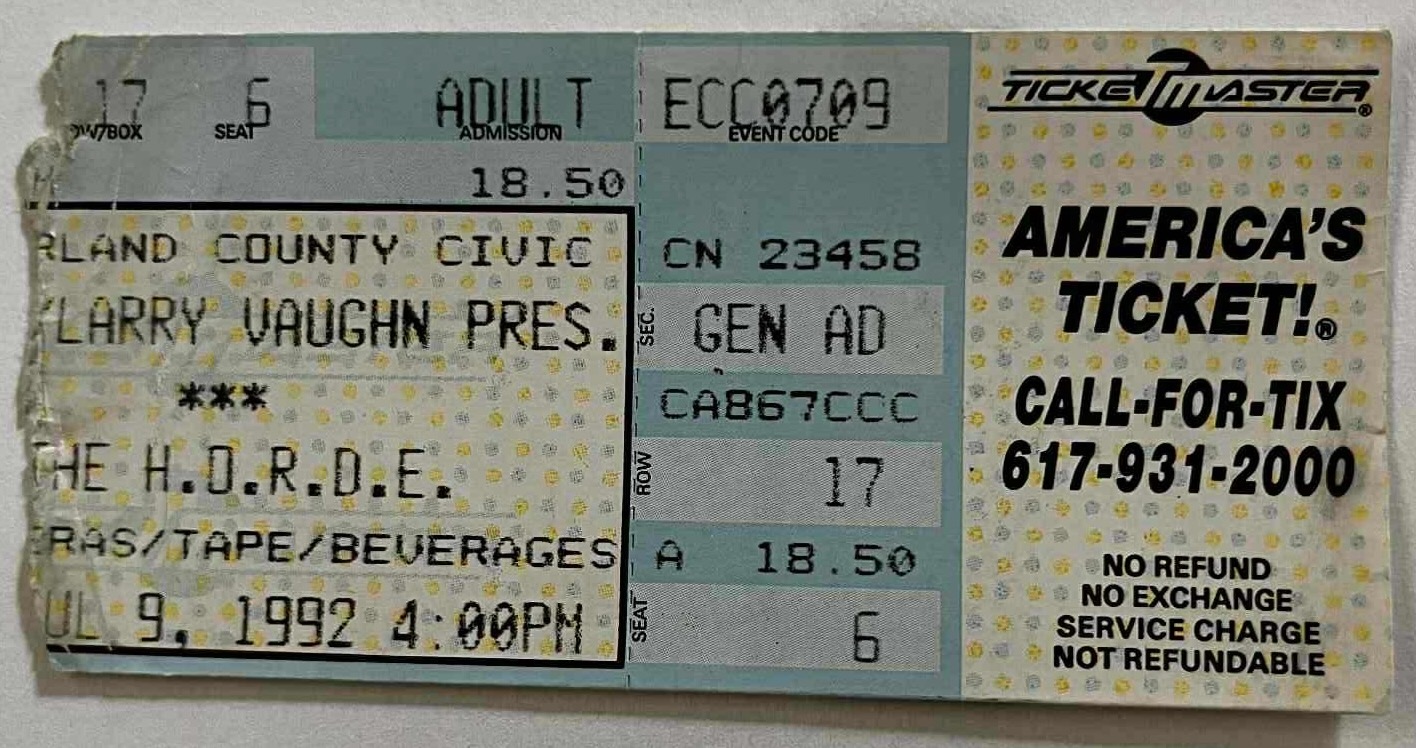 17 6 ADULT
OW/BOX SEAT ADMISSION
18.50
RLAND COUNTY CIVIC
/LARRY VAUGHN PRES.
***
THE H.O.R.D.E.
ERAS/TAPE/BEVERAGES
UL 9, 1992 4:00PM
ECC0709
EVENT CODE
CN 23458
SEC. GEN AD
CA867CCC
ROW 17
A 18.50
SEAT 6
TICKETMASTER®
AMERICA'S
TICKET!®
CALL-FOR-TIX
617-931-2000
NO REFUND
NO EXCHANGE
SERVICE CHARGE
NOT REFUNDABLE